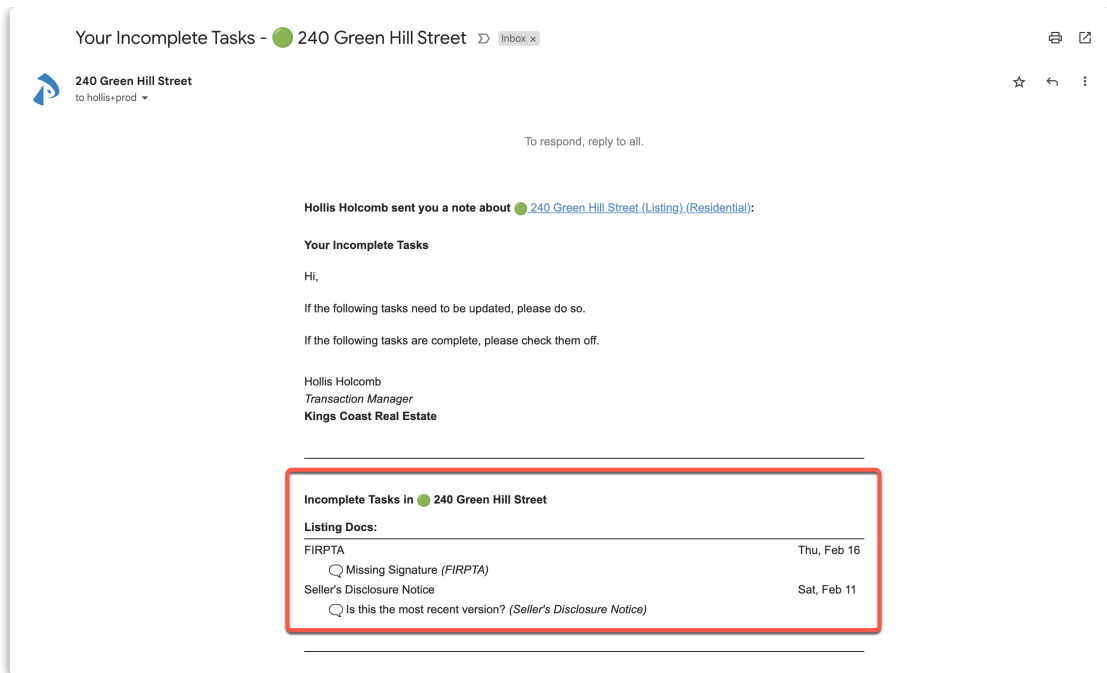 Your Incomplete Tasks - 🟢 240 Green Hill Street Inbox ×
240 Green Hill Street
to hollis+prod
To respond, reply to all.
Hollis Holcomb sent you a note about 🟢 240 Green Hill Street (Listing) (Residential):
Your Incomplete Tasks
Hi,
If the following tasks need to be updated, please do so.
If the following tasks are complete, please check them off.
Hollis Holcomb
Transaction Manager
Kings Coast Real Estate
Incomplete Tasks in 🟢 240 Green Hill Street
Listing Docs:
FIRPTA Thu, Feb 16
Missing Signature (FIRPTA)
Seller's Disclosure Notice Sat, Feb 11
Is this the most recent version? (Seller's Disclosure Notice)